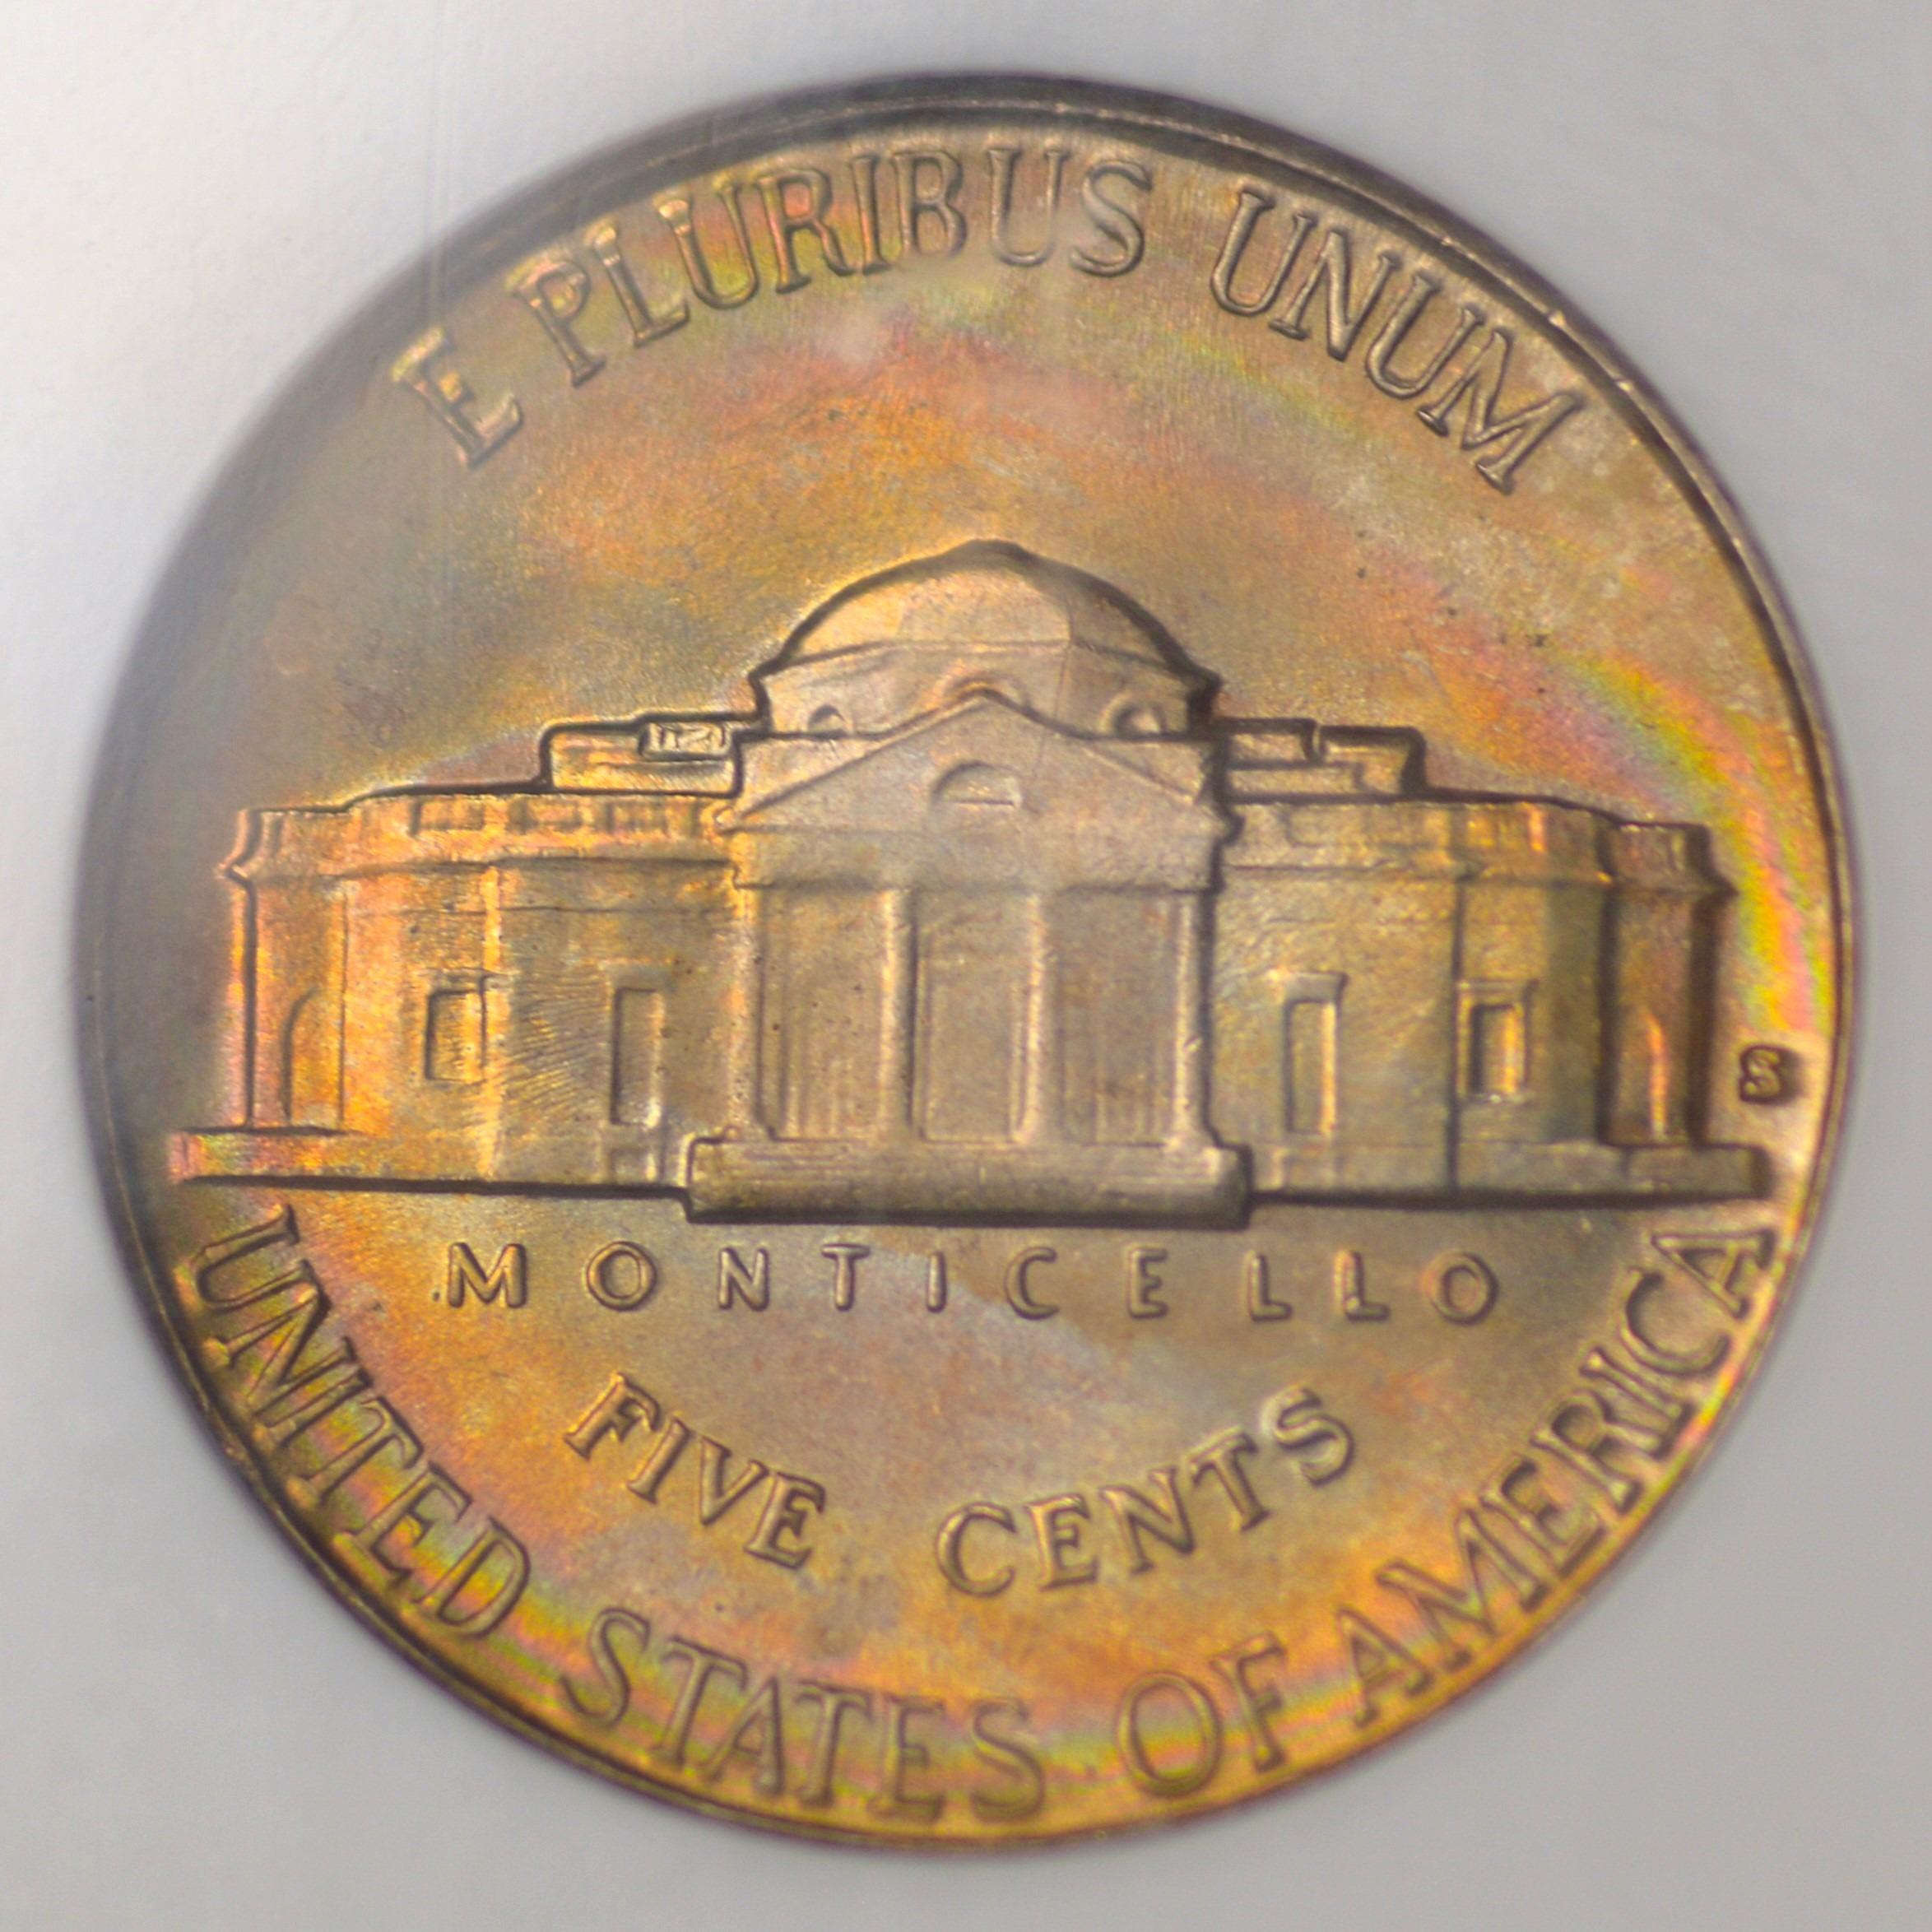 E PLURIBUS UNUM
S
MONTICELLO
FIVE CENTS
UNITED STATES OF AMERICA